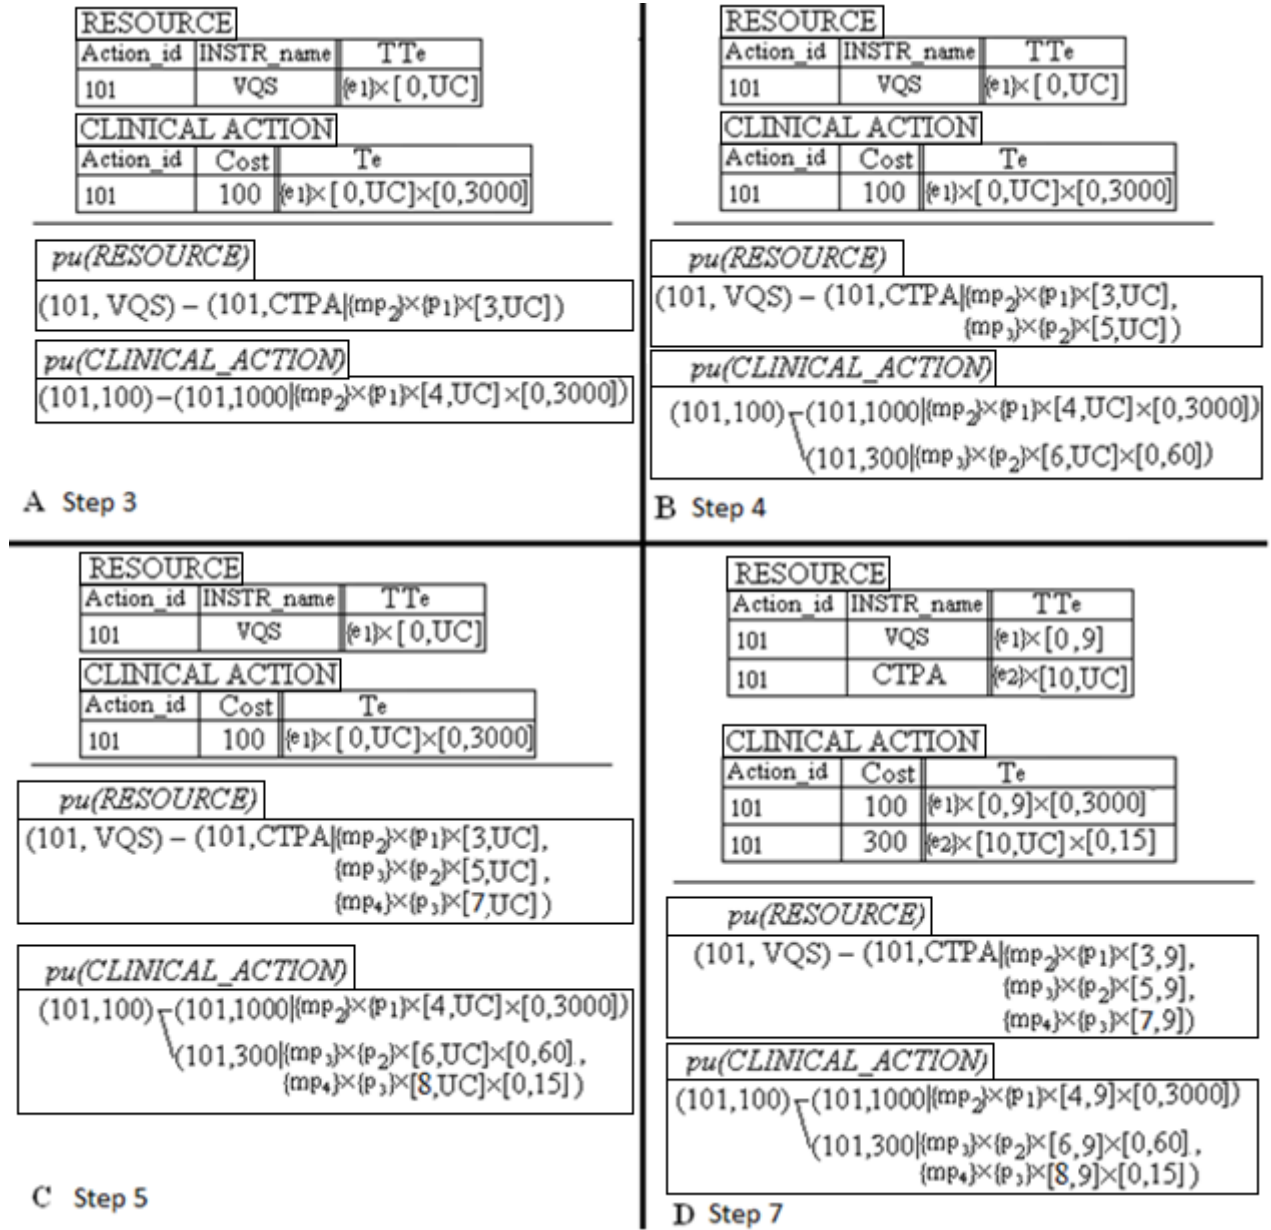 RESOURCE
Action_id INSTR_name TTe
101 VQS {e1}×[0,UC]
CLINICAL ACTION
Action_id Cost Te
101 100 {e1}×[0,UC]×[0,3000]
pu(RESOURCE)
(101, VQS) – (101,CTPA|{mp2}×{p1}×[3,UC])
pu(CLINICAL_ACTION)
(101,100)–(101,1000|{mp2}×{p1}×[4,UC]×[0,3000])
A Step 3
RESOURCE
Action_id INSTR_name TTe
101 VQS {e1}×[0,UC]
CLINICAL ACTION
Action_id Cost Te
101 100 {e1}×[0,UC]×[0,3000]
pu(RESOURCE)
(101, VQS) – (101,CTPA|{mp2}×{p1}×[3,UC],
{mp3}×{p2}×[5,UC])
pu(CLINICAL_ACTION)
(101,100) (101,1000|{mp2}×{p1}×[4,UC]×[0,3000])
(101,300|{mp3}×{p2}×[6,UC]×[0,60])
B Step 4
RESOURCE
Action_id INSTR_name TTe
101 VQS {e1}×[0,UC]
CLINICAL ACTION
Action_id Cost Te
101 100 {e1}×[0,UC]×[0,3000]
pu(RESOURCE)
(101, VQS) – (101,CTPA|{mp2}×{p1}×[3,UC],
{mp3}×{p2}×[5,UC],
{mp4}×{p3}×[7,UC])
pu(CLINICAL_ACTION)
(101,100) (101,1000|{mp2}×{p1}×[4,UC]×[0,3000])
(101,300|{mp3}×{p2}×[6,UC]×[0,60],
{mp4}×{p3}×[8,UC]×[0,15])
C Step 5
RESOURCE
Action_id INSTR_name TTe
101 VQS {e1}×[0,9]
101 CTPA {e2}×[10,UC]
CLINICAL ACTION
Action_id Cost Te
101 100 {e1}×[0,9]×[0,3000]
101 300 {e2}×[10,UC]×[0,15]
pu(RESOURCE)
(101, VQS) – (101,CTPA|{mp2}×{p1}×[3,9],
{mp3}×{p2}×[5,9],
{mp4}×{p3}×[7,9])
pu(CLINICAL_ACTION)
(101,100) (101,1000|{mp2}×{p1}×[4,9]×[0,3000])
(101,300|{mp3}×{p2}×[6,9]×[0,60],
{mp4}×{p3}×[8,9]×[0,15])
D Step 7